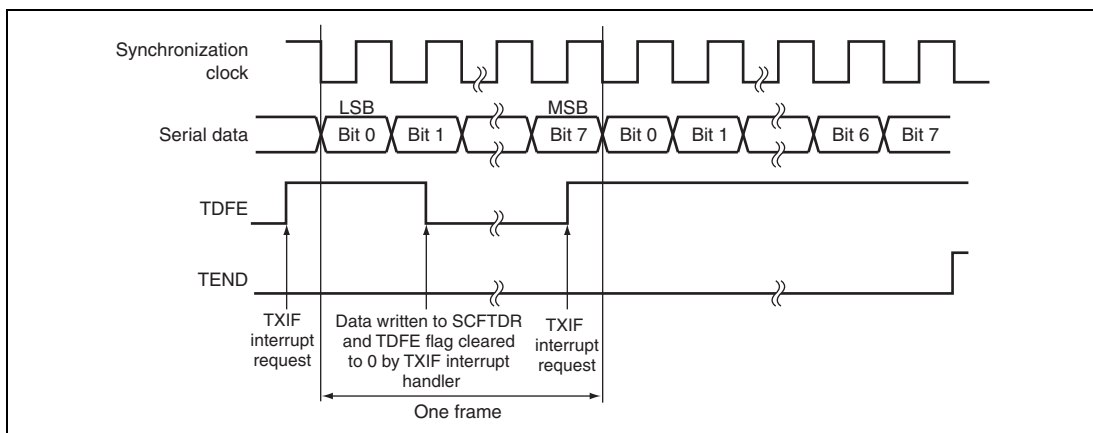 Synchronization
clock
LSB
MSB
Serial data
Bit 0
Bit 1
Bit 7
Bit 0
Bit 1
Bit 6
Bit 7
TDFE
TEND
TXIF
interrupt
request
Data written to SCFTDR
and TDFE flag cleared
to 0 by TXIF interrupt
handler
TXIF
interrupt
request
One frame